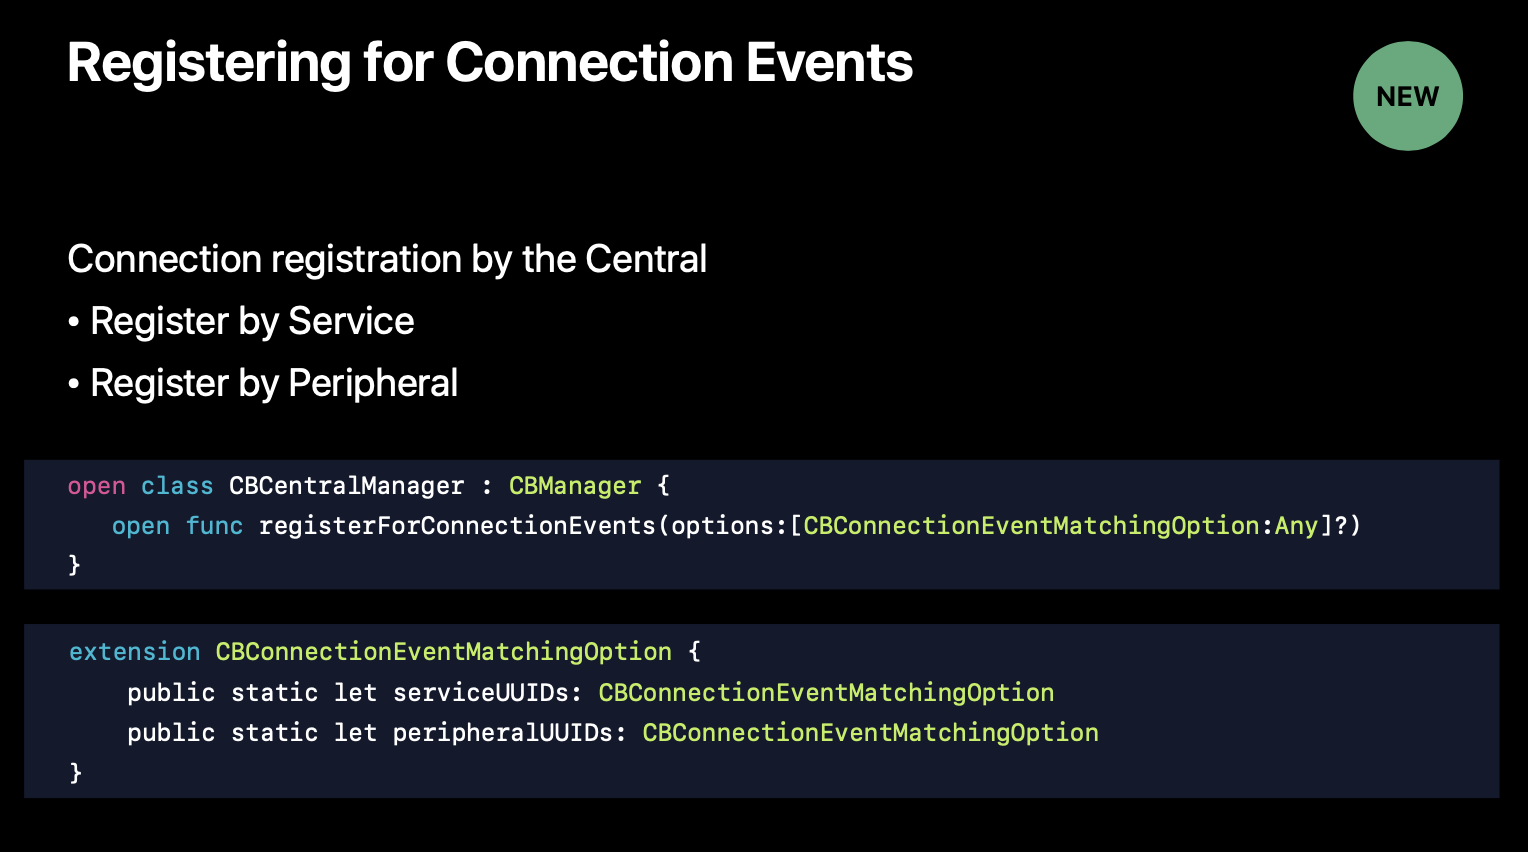 Registering for Connection Events
NEW
Connection registration by the Central
• Register by Service
• Register by Peripheral
open class CBCentralManager : CBManager {
   open func registerForConnectionEvents(options:[CBConnectionEventMatchingOption:Any]?)
}
extension CBConnectionEventMatchingOption {
    public static let serviceUUIDs: CBConnectionEventMatchingOption
    public static let peripheralUUIDs: CBConnectionEventMatchingOption
}